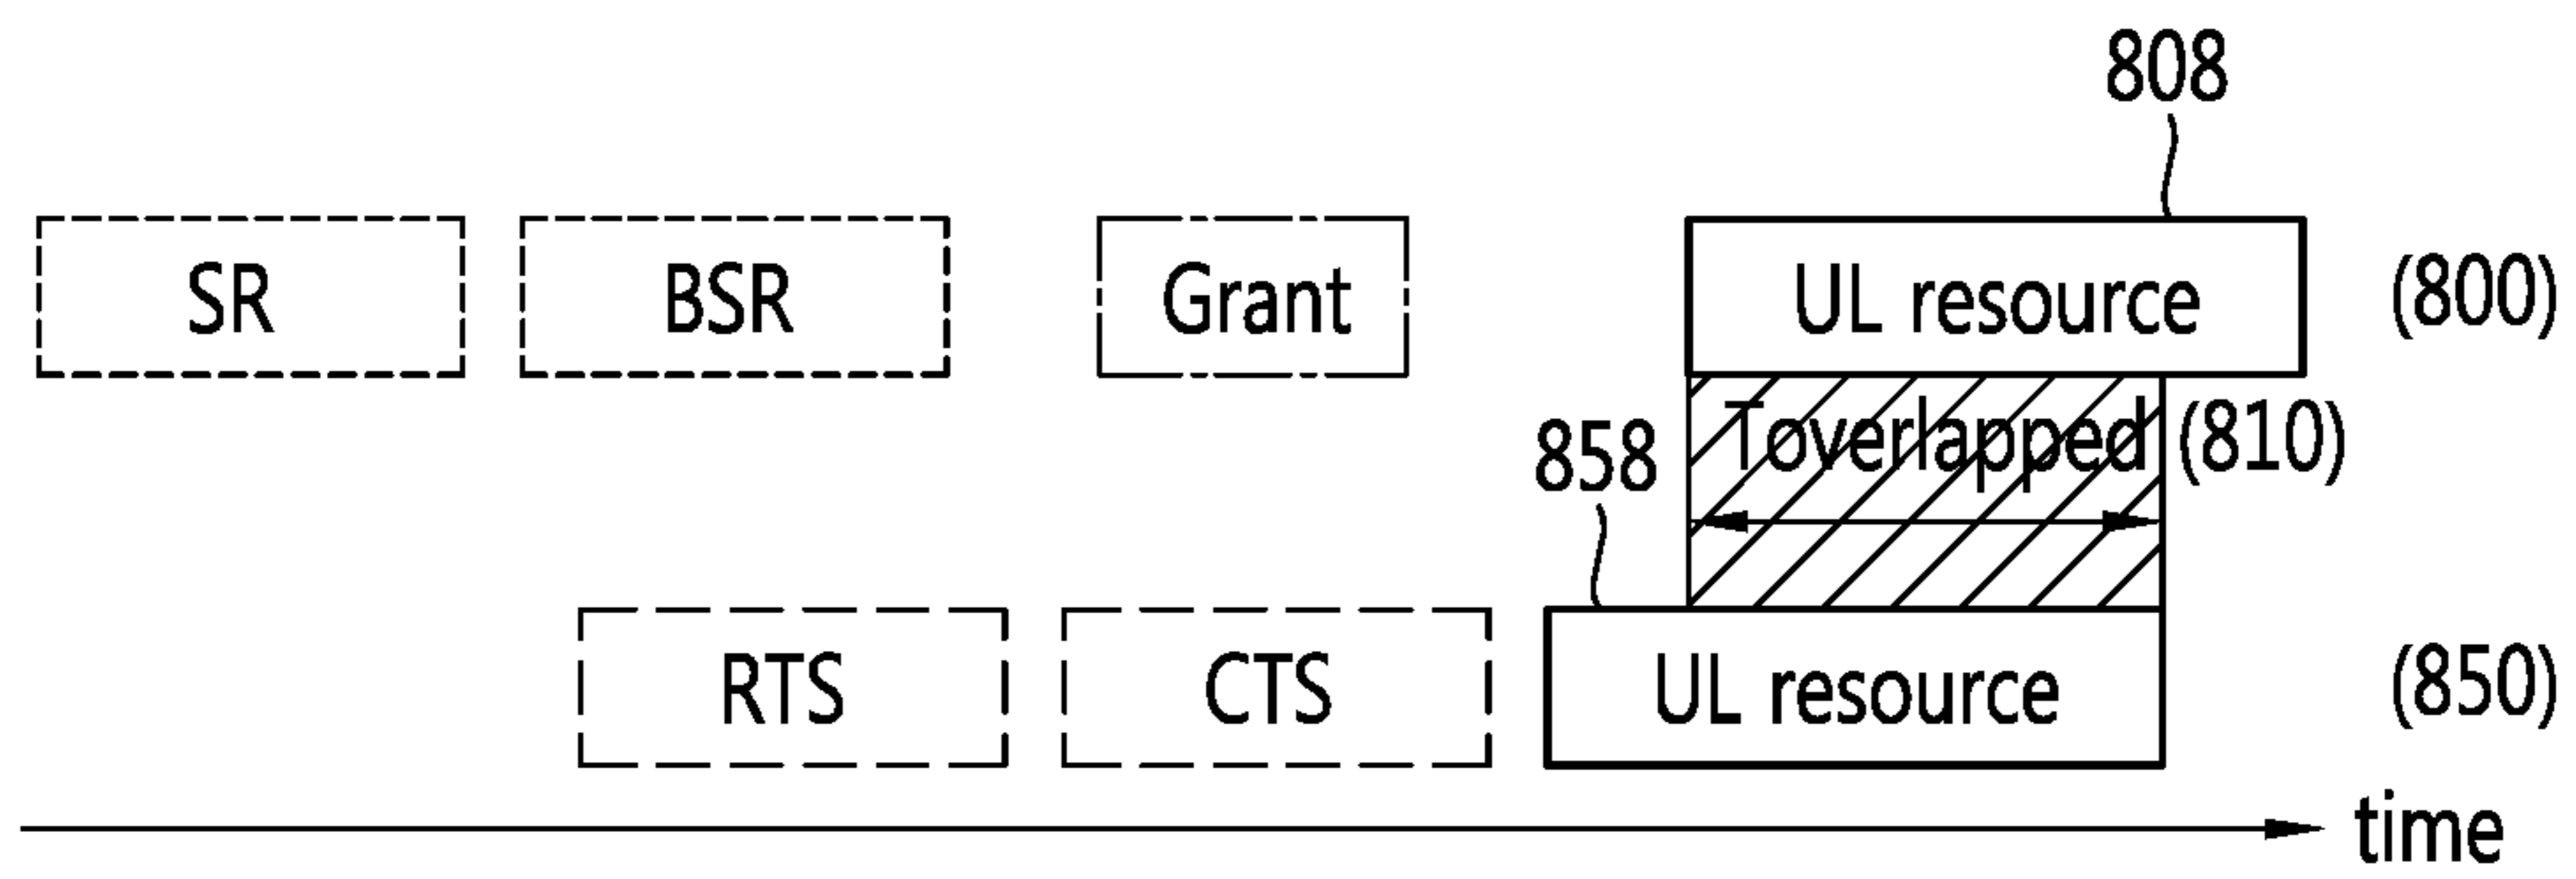 808
SR BSR Grant UL resource (800)
858 Toverlapped (810)
RTS CTS UL resource (850)
time